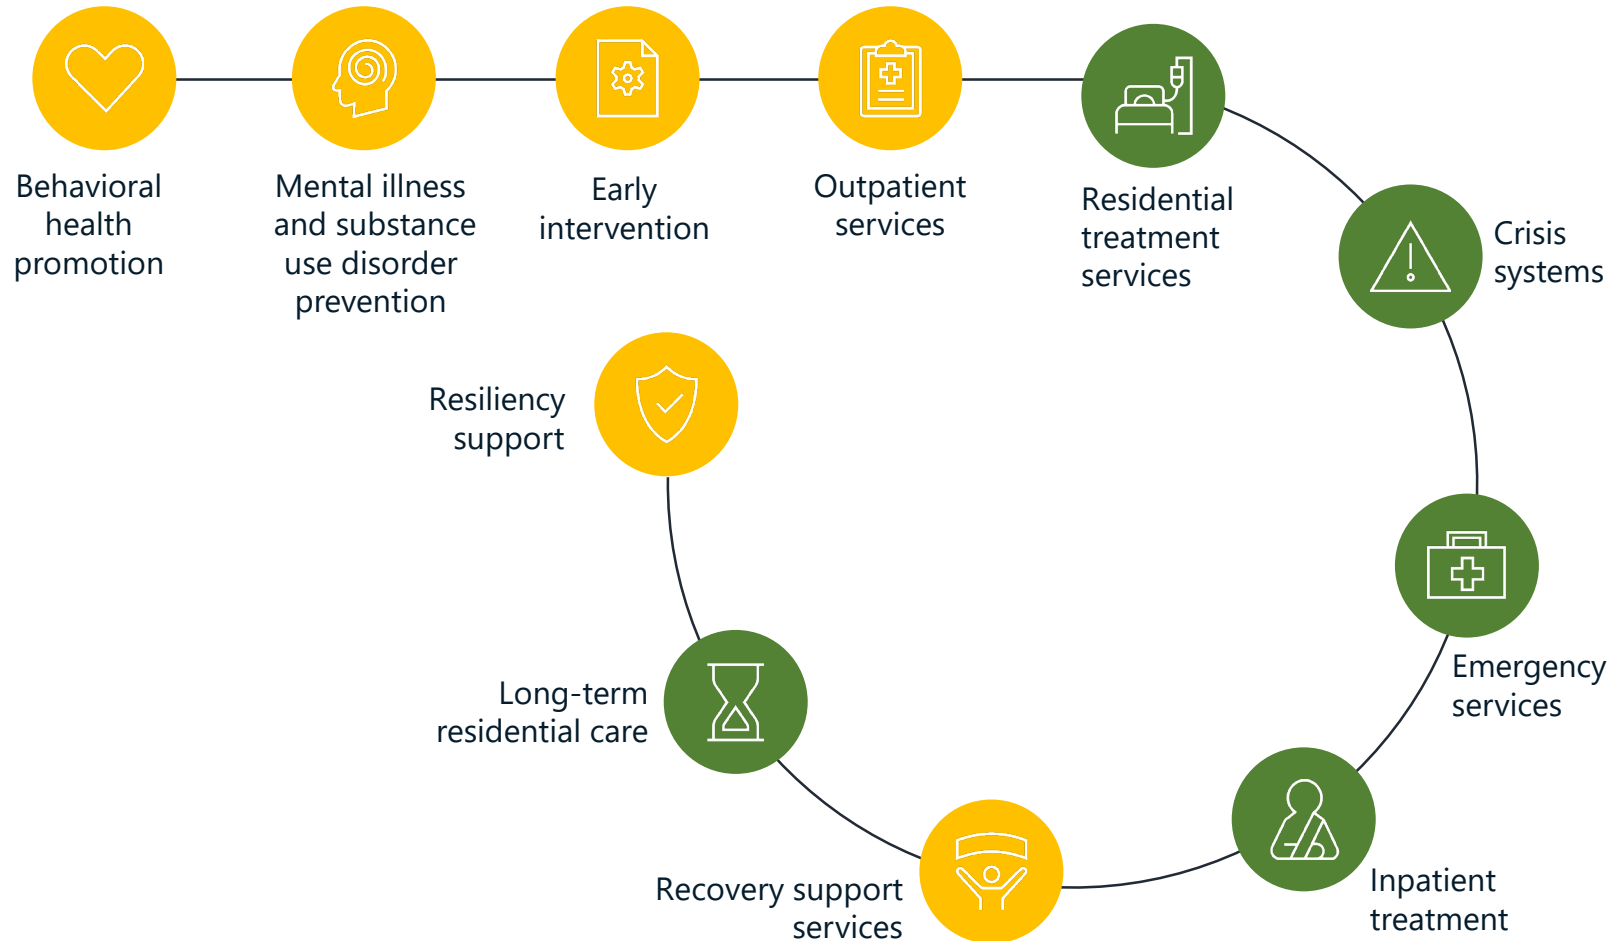 Behavioral
health
promotion
Mental illness
and substance
use disorder
prevention
Early
intervention
Outpatient
services
Residential
treatment
services
Crisis
systems
Emergency
services
Inpatient
treatment
Recovery support
services
Long-term
residential care
Resiliency
support